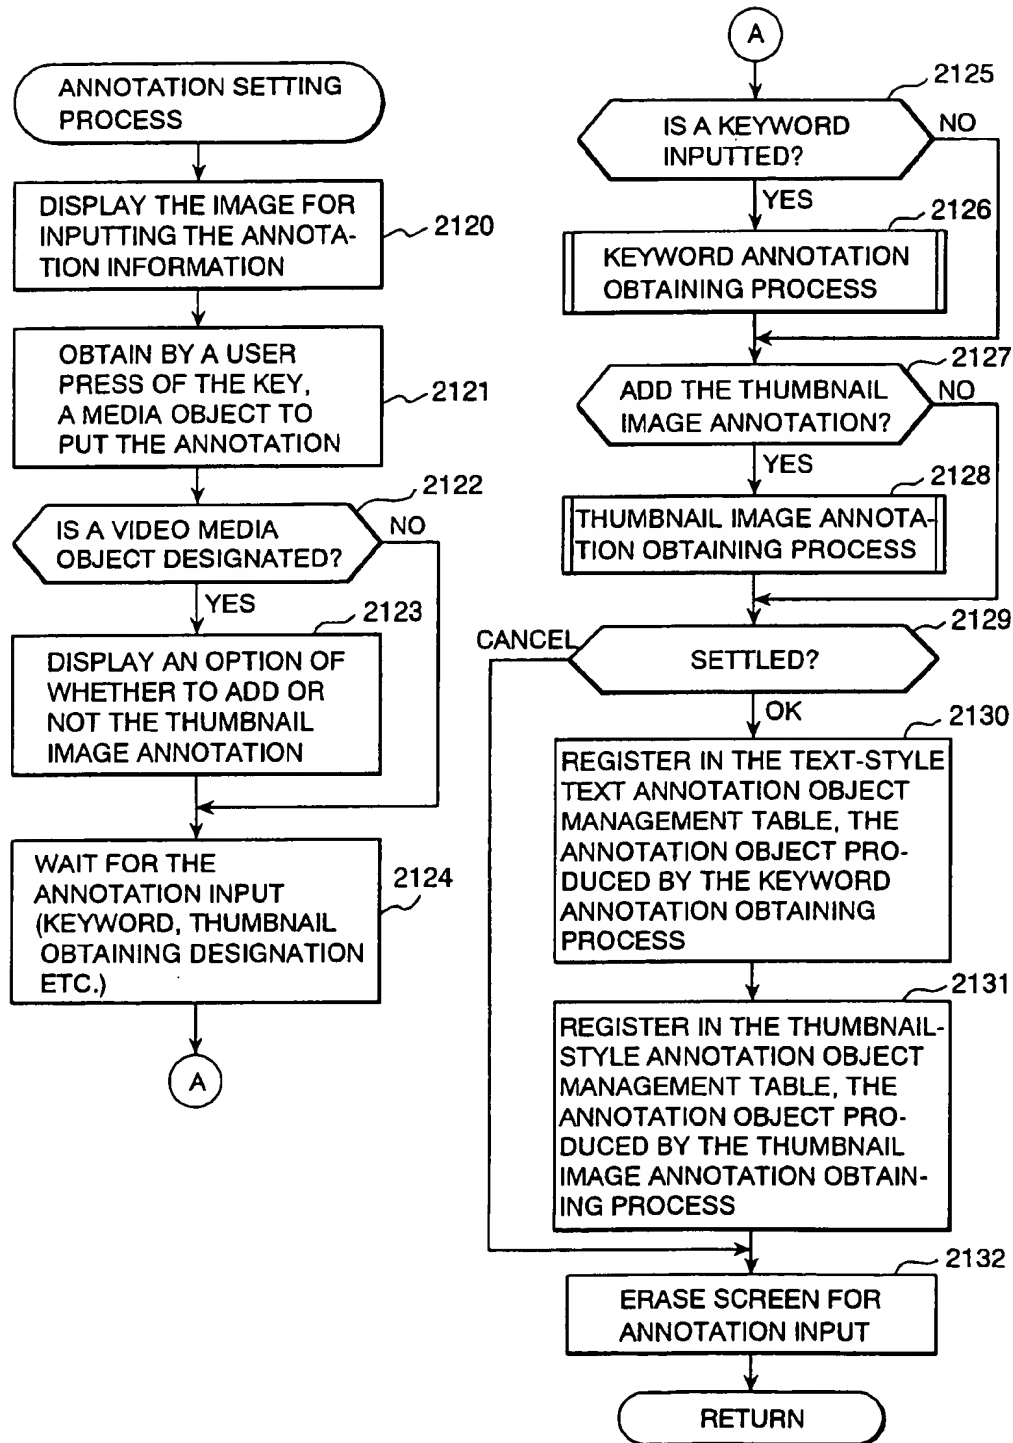 ANNOTATION SETTING
PROCESS
DISPLAY THE IMAGE FOR
INPUTTING THE ANNOTA-
TION INFORMATION
2120
OBTAIN BY A USER
PRESS OF THE KEY,
A MEDIA OBJECT TO
PUT THE ANNOTATION
2121
2122
IS A VIDEO MEDIA
OBJECT DESIGNATED?
NO
YES
2123
DISPLAY AN OPTION OF
WHETHER TO ADD OR
NOT THE THUMBNAIL
IMAGE ANNOTATION
WAIT FOR THE
ANNOTATION INPUT
(KEYWORD, THUMBNAIL
OBTAINING DESIGNATION
ETC.)
2124
A
A
2125
IS A KEYWORD
INPUTTED?
NO
YES
2126
KEYWORD ANNOTATION
OBTAINING PROCESS
2127
ADD THE THUMBNAIL
IMAGE ANNOTATION?
NO
YES
2128
THUMBNAIL IMAGE ANNOTA-
TION OBTAINING PROCESS
2129
CANCEL
SETTLED?
OK
2130
REGISTER IN THE TEXT-STYLE
TEXT ANNOTATION OBJECT
MANAGEMENT TABLE, THE
ANNOTATION OBJECT PRO-
DUCED BY THE KEYWORD
ANNOTATION OBTAINING
PROCESS
2131
REGISTER IN THE THUMBNAIL-
STYLE ANNOTATION OBJECT
MANAGEMENT TABLE, THE
ANNOTATION OBJECT PRO-
DUCED BY THE THUMBNAIL
IMAGE ANNOTATION OBTAIN-
ING PROCESS
2132
ERASE SCREEN FOR
ANNOTATION INPUT
RETURN